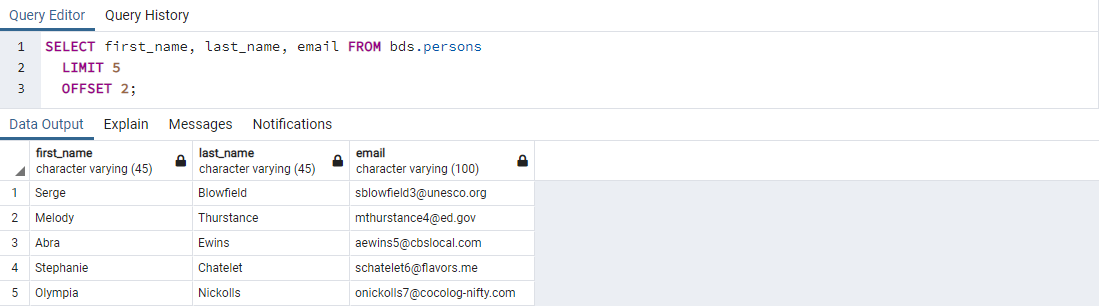 Query Editor Query History
1 SELECT first_name, last_name, email FROM bds.persons
2 LIMIT 5
3 OFFSET 2;
Data Output Explain Messages Notifications
first_name last_name email
character varying (45) character varying (45) character varying (100)
1 Serge Blowfield sblowfield3@unesco.org
2 Melody Thurstance mthurstance4@ed.gov
3 Abra Ewins aewins5@cbslocal.com
4 Stephanie Chatelet schatelet6@flavors.me
5 Olympia Nickolls onickolls7@cocolog-nifty.com